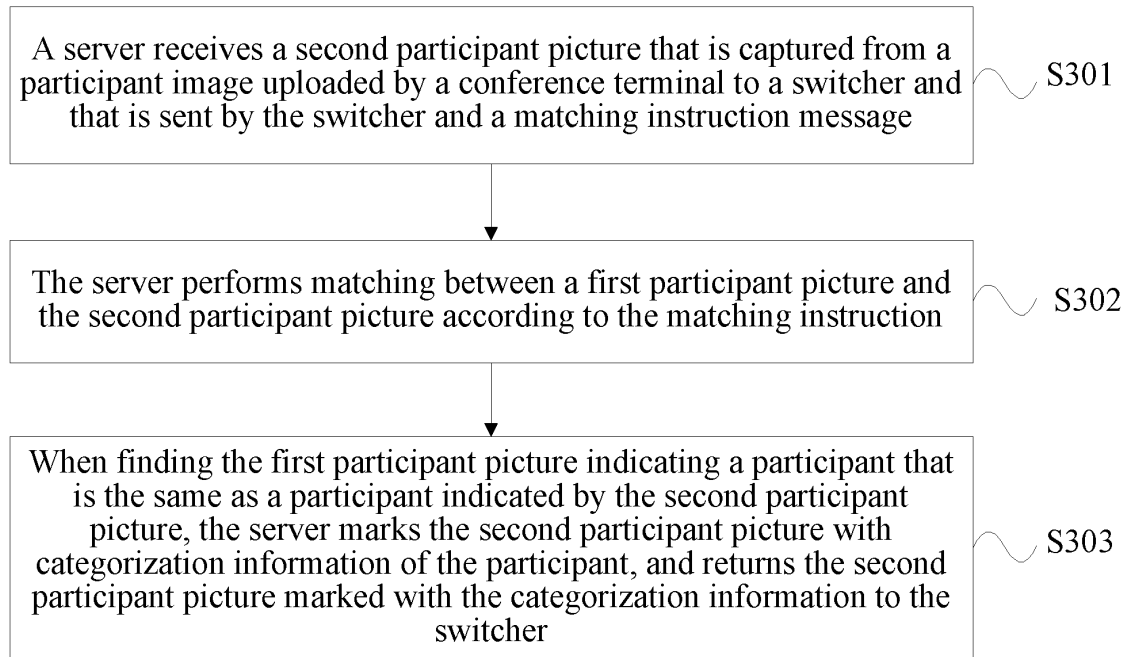 A server receives a second participant picture that is captured from a
participant image uploaded by a conference terminal to a switcher and
that is sent by the switcher and a matching instruction message
S301
The server performs matching between a first participant picture and
the second participant picture according to the matching instruction
S302
When finding the first participant picture indicating a participant that
is the same as a participant indicated by the second participant
picture, the server marks the second participant picture with
categorization information of the participant, and returns the second
participant picture marked with the categorization information to the
switcher
S303